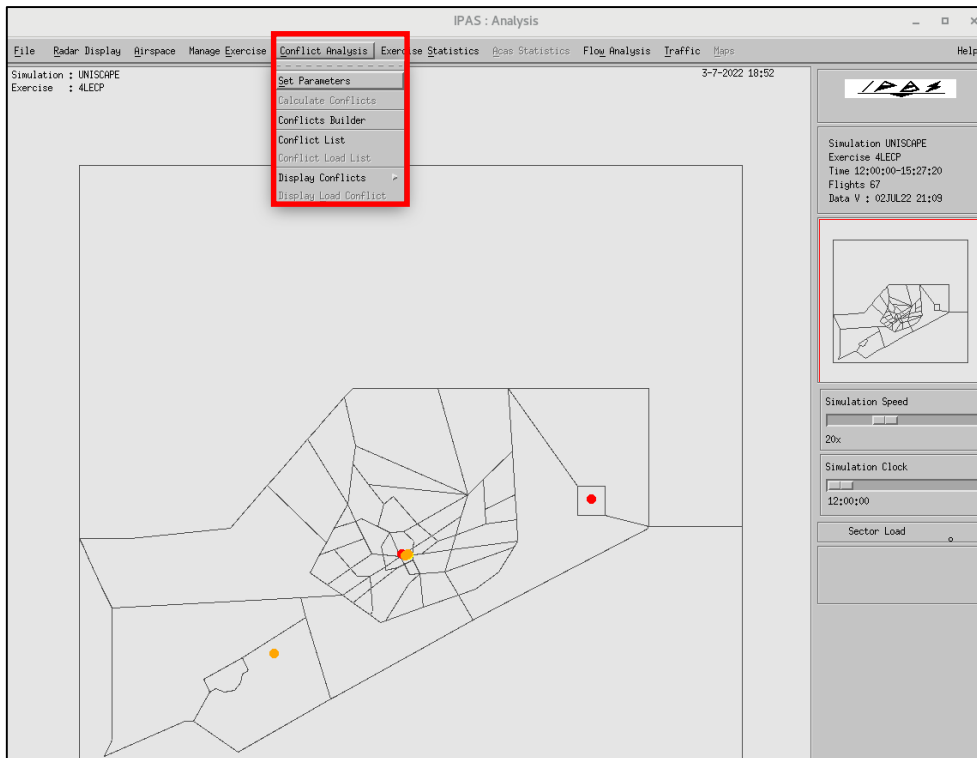 IPAS : Analysis
File Radar Display Airspace Manage Exercise Conflict Analysis Exercise Statistics Acas Statistics Flow Analysis Traffic Maps Help
Simulation : UNISCAPE
Exercise : 4LECP
3-7-2022 18:52
Set Parameters
Calculate Conflicts
Conflicts Builder
Conflict List
Conflict Load List
Display Conflicts
Display Load Conflict
IPAS
Simulation UNISCAPE
Exercise 4LECP
Time 12:00:00-15:27:20
Flights 67
Data V : 02JUL22 21:09
Simulation Speed
20x
Simulation Clock
12:00:00
Sector Load